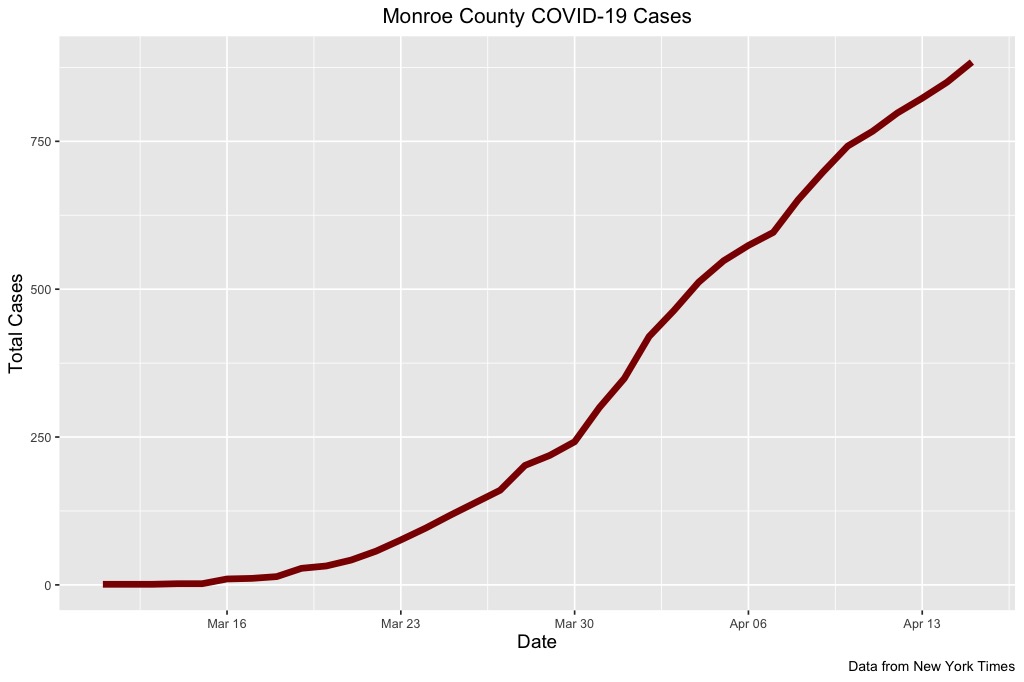 Monroe County COVID-19 Cases
Total Cases
750
500
250
0
Mar 16 Mar 23 Mar 30 Apr 06 Apr 13
Date
Data from New York Times